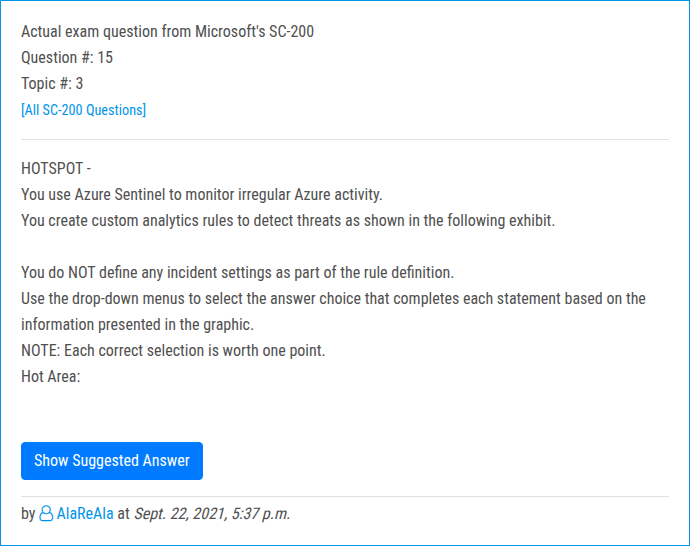 Actual exam question from Microsoft's SC-200
Question #: 15
Topic #: 3
[All SC-200 Questions]
HOTSPOT -
You use Azure Sentinel to monitor irregular Azure activity.
You create custom analytics rules to detect threats as shown in the following exhibit.
You do NOT define any incident settings as part of the rule definition.
Use the drop-down menus to select the answer choice that completes each statement based on the
information presented in the graphic.
NOTE: Each correct selection is worth one point.
Hot Area:
Show Suggested Answer
by AlaReAla at Sept. 22, 2021, 5:37 p.m.